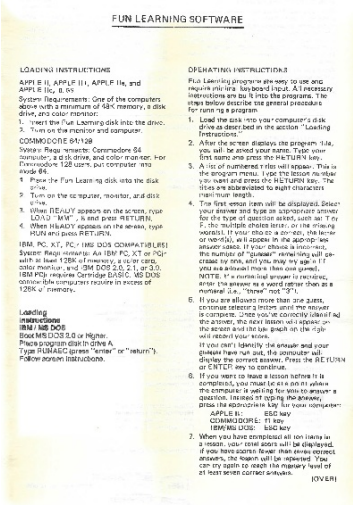 FUN LEARNING SOFTWARE
LOADING INSTRUCTIONS
APPLE II, APPLE II+, APPLE IIe, and
APPLE IIc, II GS
System Requirements: One of the computers
above with a minimum of 48K memory, a disk
drive, and color monitor.
1. Insert the Fun Learning disk into the drive.
2. Turn on the monitor and computer.
COMMODORE 64/128
System Requirements: Commodore 64
computer, a disk drive, and color monitor. For
Commodore 128 users, put computer into
mode 64.
1. Place the Fun Learning disk into the disk
drive.
2. Turn on the computer, monitor, and disk
drive.
3. When READY appears on the screen, type
LOAD and press RETURN.
4. When READY appears on the screen, type
RUN and press RETURN.
IBM, PC, XT, PCjr (MS DOS COMPATIBLES)
System Requirements: An IBM PC, XT or PCjr
with at least 128K of memory, a color card,
color monitor, and IBM DOS 2.0, 2.1, or 3.0.
IBM PCjr requires Cartridge BASIC. MS DOS
compatible computers require in excess of
128K of memory.
Loading
Instructions
IBM / MS DOS
Boot MS DOS 2.0 or higher.
Place program disk in drive A.
Type RUNAEC (press "enter" or "return").
Follow screen instructions.
OPERATING INSTRUCTIONS
Fun Learning programs are easy to use and
require minimal keyboard input. All necessary
instructions are built into the programs. The
steps below describe the general procedure
for running a program.
1. Load the disk into your computer's disk
drive as described in the section "Loading
Instructions."
2. After the screen displays the program title,
you will be asked your name. Type your
first name and press the RETURN key.
3. A list of numbered titles will appear. This is
the program menu. Type the lesson number
you want and press the RETURN key. The
titles are abbreviated to eight characters
maximum length.
4. The first lesson item will be displayed. Select
your answer and type an appropriate answer
for the type of question asked, such as T or
F, the multiple choice letter, or the missing
word(s). If your choice is correct, the letter
or word(s), will appear in the appropriate
answer space. If your choice is incorrect,
the number of "guesses" remaining will de-
crease by one, and you may try again if
you are allowed more than one guess.
NOTE: If a numerical answer is required,
enter the answer as a word rather than as a
numeral (i.e., "three" not "3").
5. If you are allowed more than one guess,
continue selecting letters until the answer
is complete. Once you've correctly identified
the answer, the next lesson will appear on
the screen and the bar graph on the right
will record your score.
If you can't identify the answer and your
guesses have run out, the computer will
display the correct answer. Press the RETURN
or ENTER key to continue.
6. If you want to leave a lesson before it is
completed, you must be at a point where
the computer is waiting for you to answer a
question. Instead of typing the answer,
press the appropriate key for your computer:
APPLE II: ESC key
COMMODORE: f1 key
IBM/MS DOS: ESC key
7. When you have completed all ten items in
a lesson, your total score will be displayed.
If you have scored fewer than seven correct
answers, the lesson will be repeated. You
can try again to reach the mastery level of
at least seven correct answers.
(OVER)